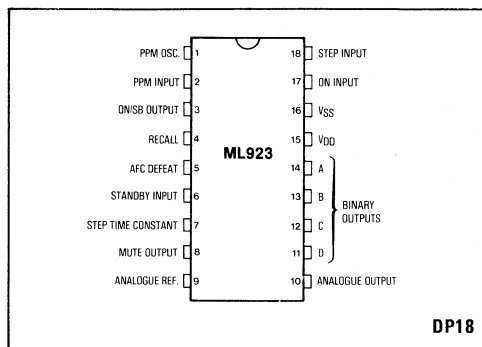 PPM OSC. 1 18 STEP INPUT
PPM INPUT 2 17 ON INPUT
ON/SB OUTPUT 3 16 VSS
RECALL 4 15 VDD
ML923
AFC DEFEAT 5 14 A
STANDBY INPUT 6 13 B
BINARY
OUTPUTS
STEP TIME CONSTANT 7 12 C
MUTE OUTPUT 8 11 D
ANALOGUE REF. 9 10 ANALOGUE OUTPUT
DP18